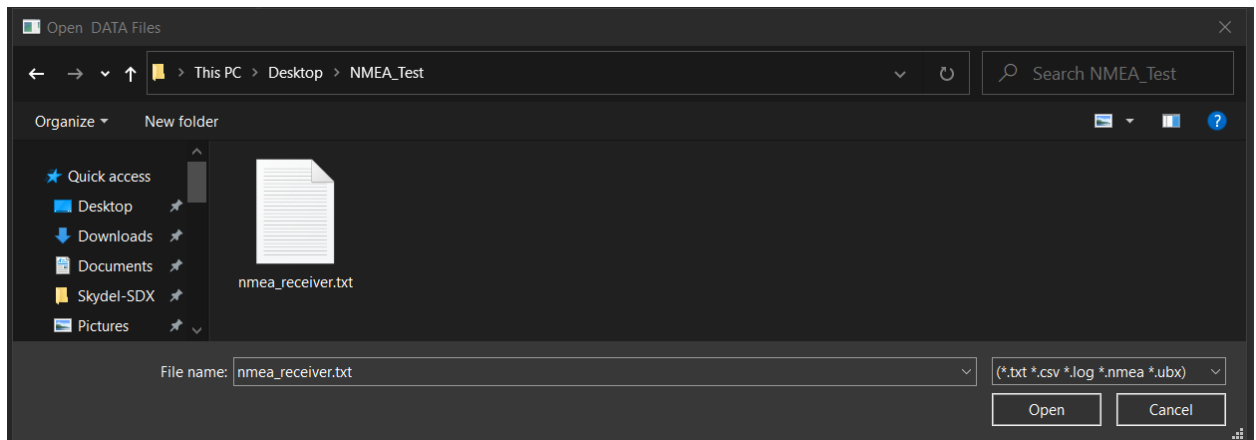 Open DATA Files
This PC > Desktop > NMEA_Test
Search NMEA_Test
Organize
New folder
?
Quick access
Desktop
Downloads
Documents
Skydel-SDX
Pictures
nmea_receiver.txt
File name: nmea_receiver.txt
(*.txt *.csv *.log *.nmea *.ubx)
Open
Cancel